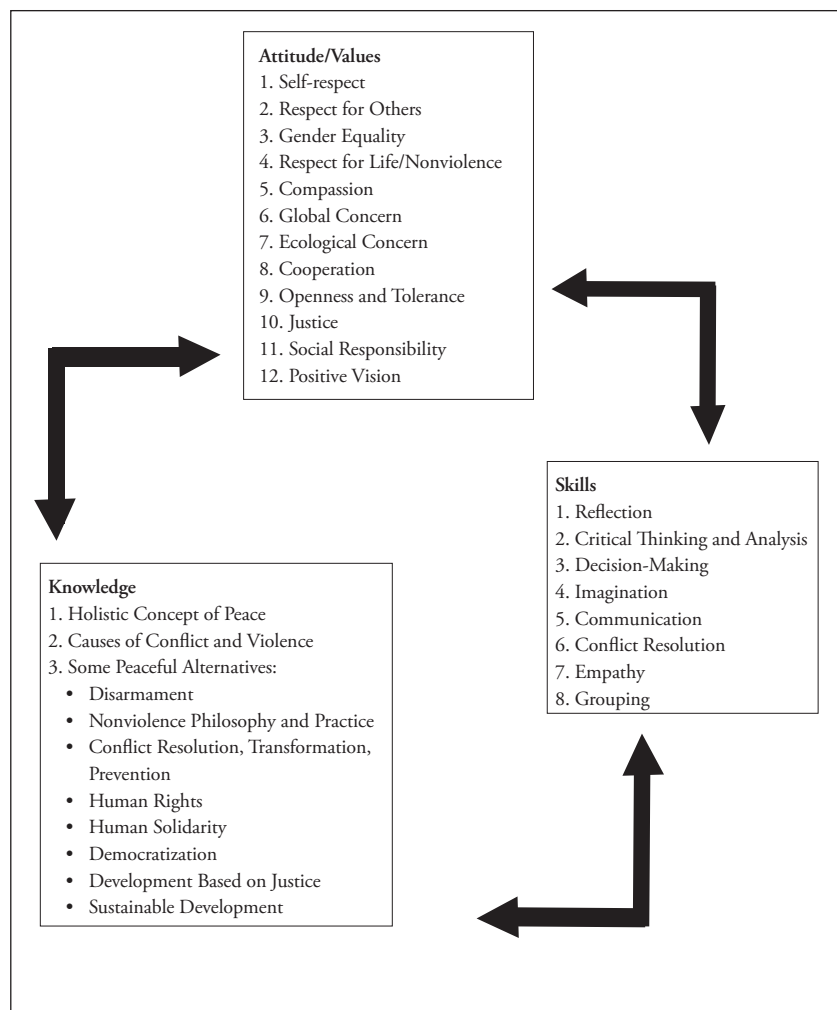 Attitude/Values
1. Self-respect
2. Respect for Others
3. Gender Equality
4. Respect for Life/Nonviolence
5. Compassion
6. Global Concern
7. Ecological Concern
8. Cooperation
9. Openness and Tolerance
10. Justice
11. Social Responsibility
12. Positive Vision
Skills
1. Reflection
2. Critical Thinking and Analysis
3. Decision-Making
4. Imagination
5. Communication
6. Conflict Resolution
7. Empathy
8. Grouping
Knowledge
1. Holistic Concept of Peace
2. Causes of Conflict and Violence
3. Some Peaceful Alternatives:
• Disarmament
• Nonviolence Philosophy and Practice
• Conflict Resolution, Transformation,
Prevention
• Human Rights
• Human Solidarity
• Democratization
• Development Based on Justice
• Sustainable Development